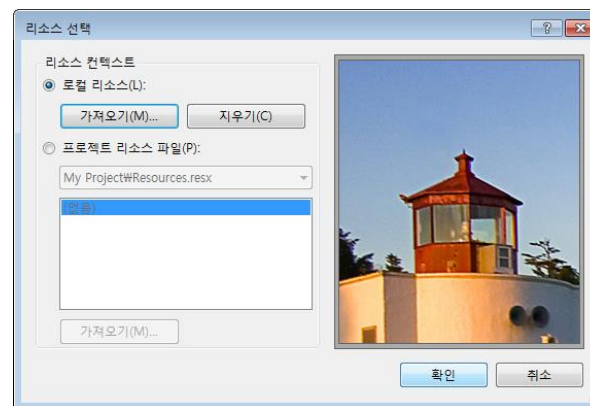 리소스 선택
리소스 컨텍스트
로컬 리소스(L):
가져오기(M)... 지우기(C)
프로젝트 리소스 파일(P):
My Project₩Resources.resx
(없음)
가져오기(M)...
확인 취소